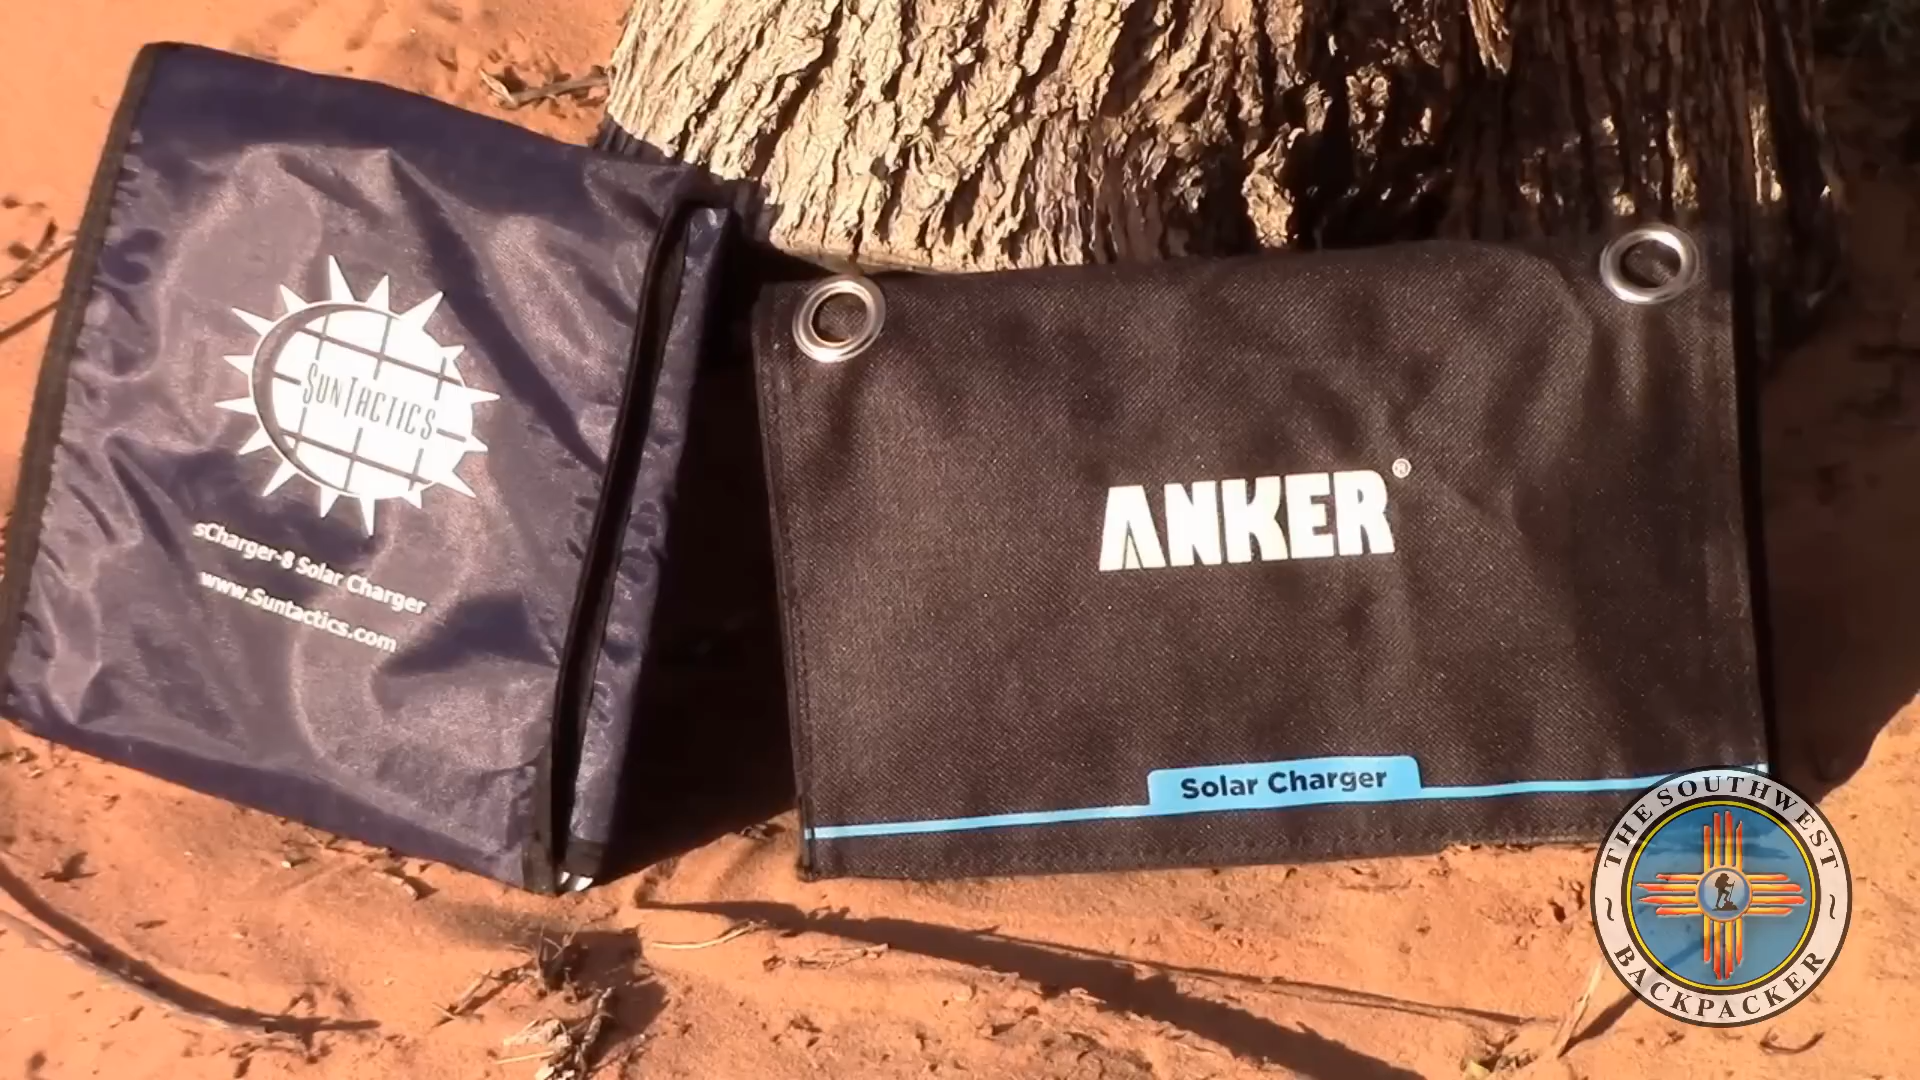 SUNTACTICS
sCharger-8 Solar Charger
www.Suntactics.com
ANKER®
Solar Charger
THE SOUTHWEST
~ BACKPACKER ~